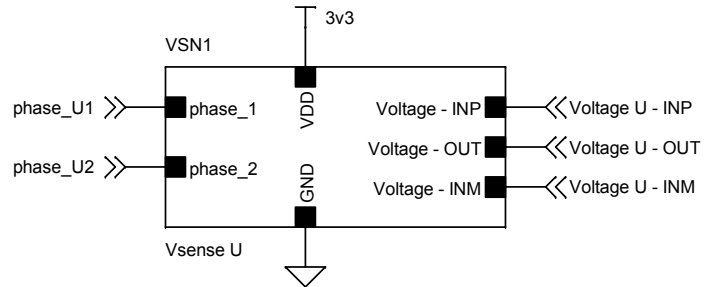 3v3
VSN1
phase_U1
phase_1
VDD
Voltage - INP
Voltage U - INP
Voltage - OUT
Voltage U - OUT
phase_U2
phase_2
GND
Voltage - INM
Voltage U - INM
Vsense U